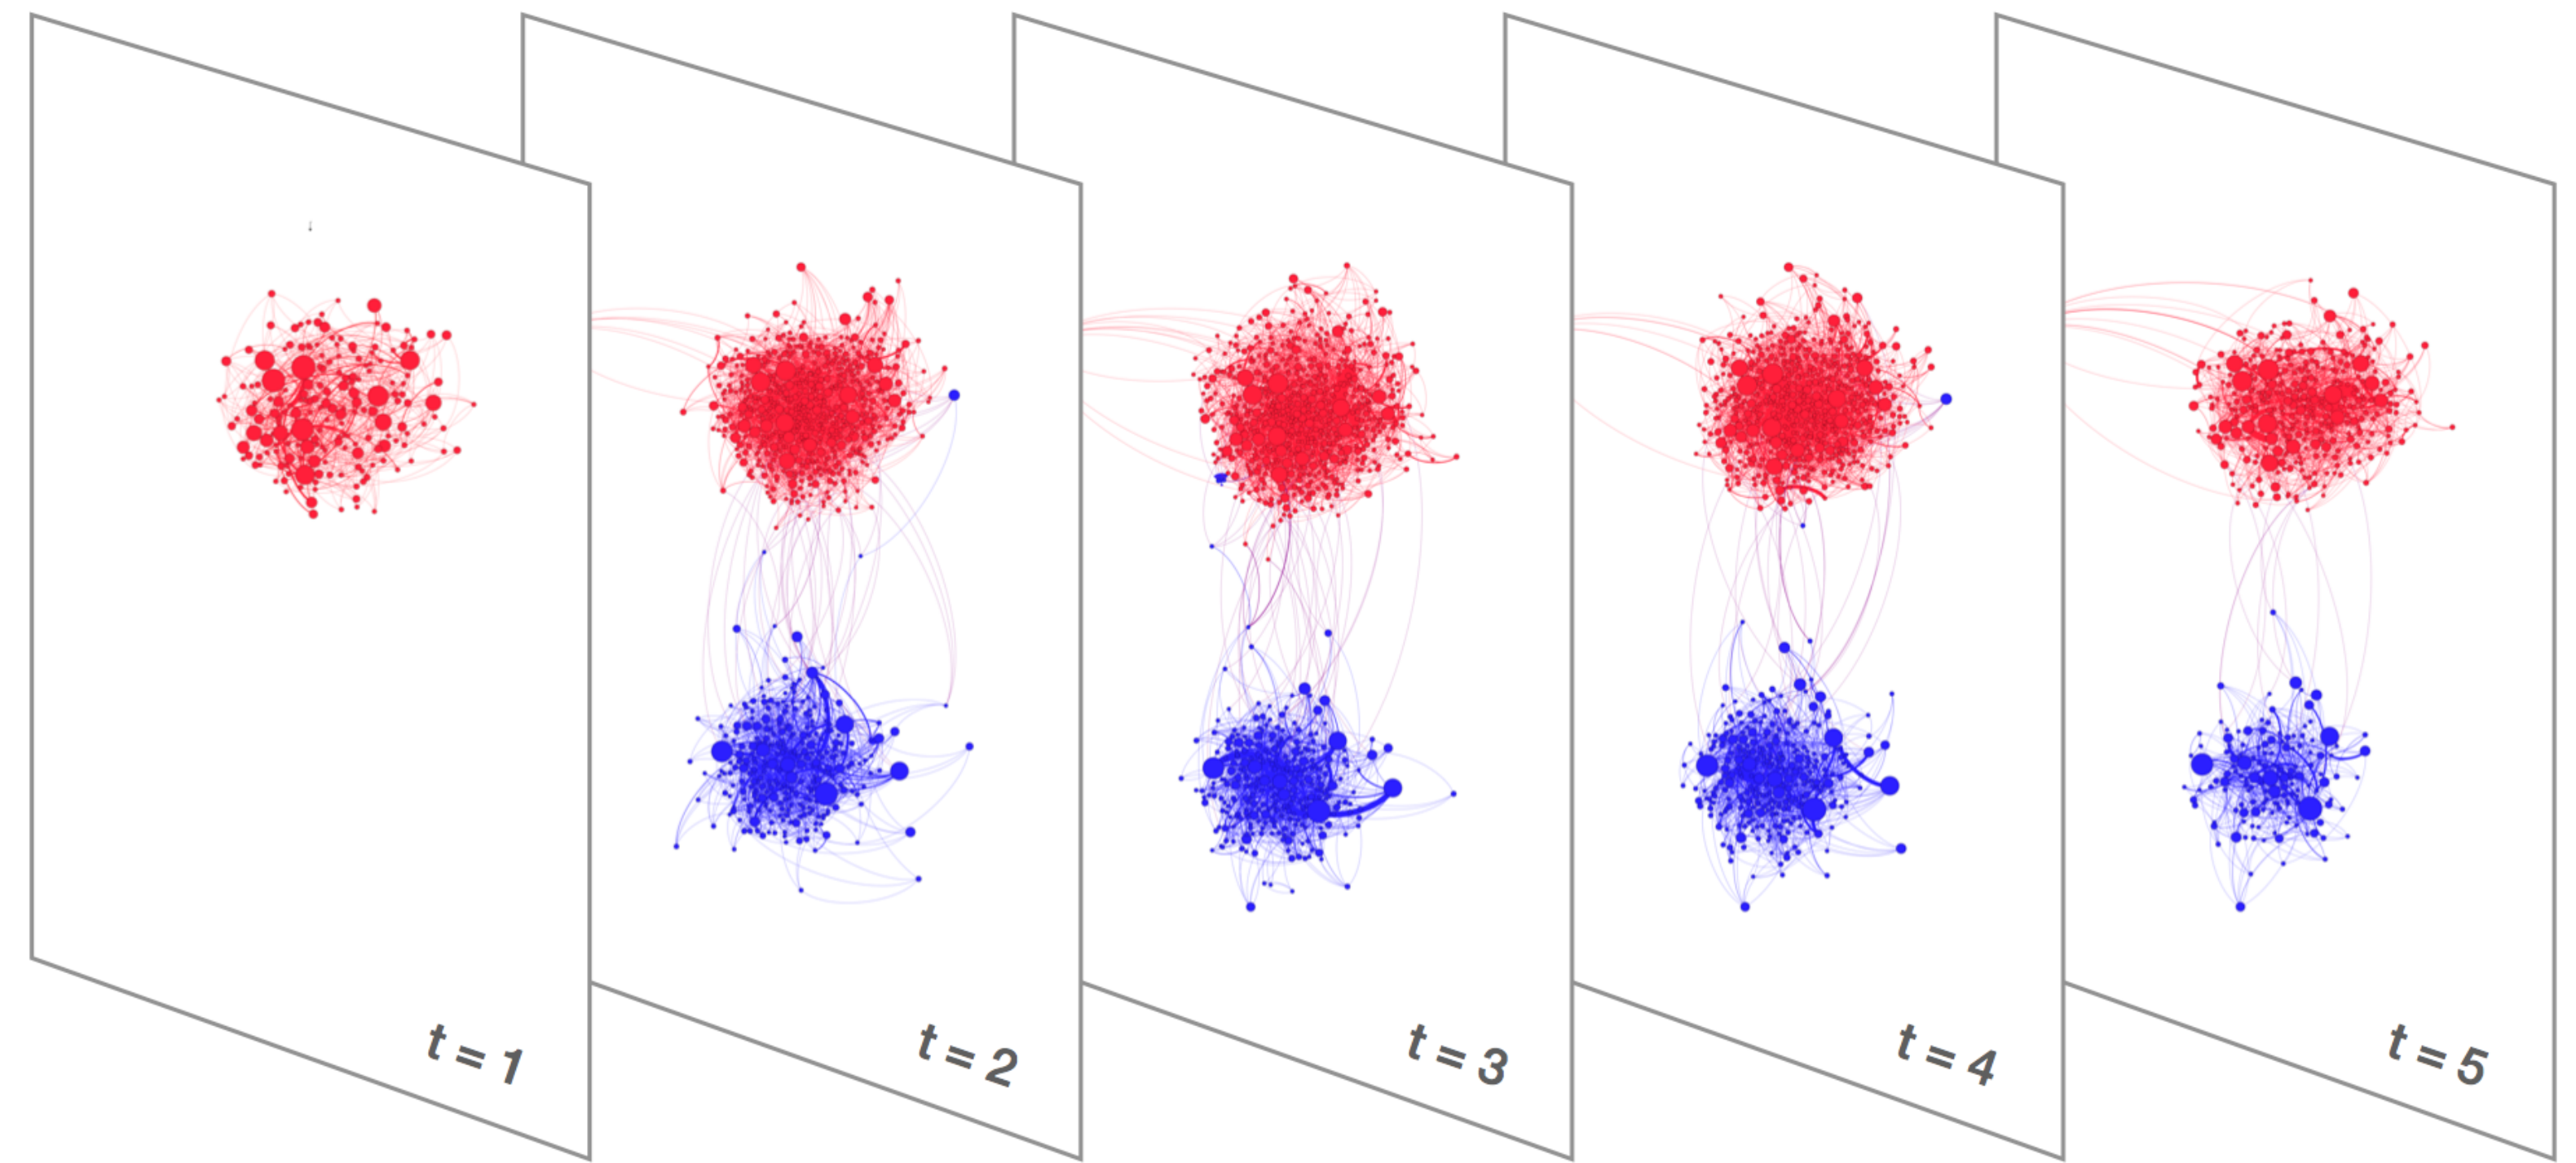 t = 1
t = 2
t = 3
t = 4
t = 5